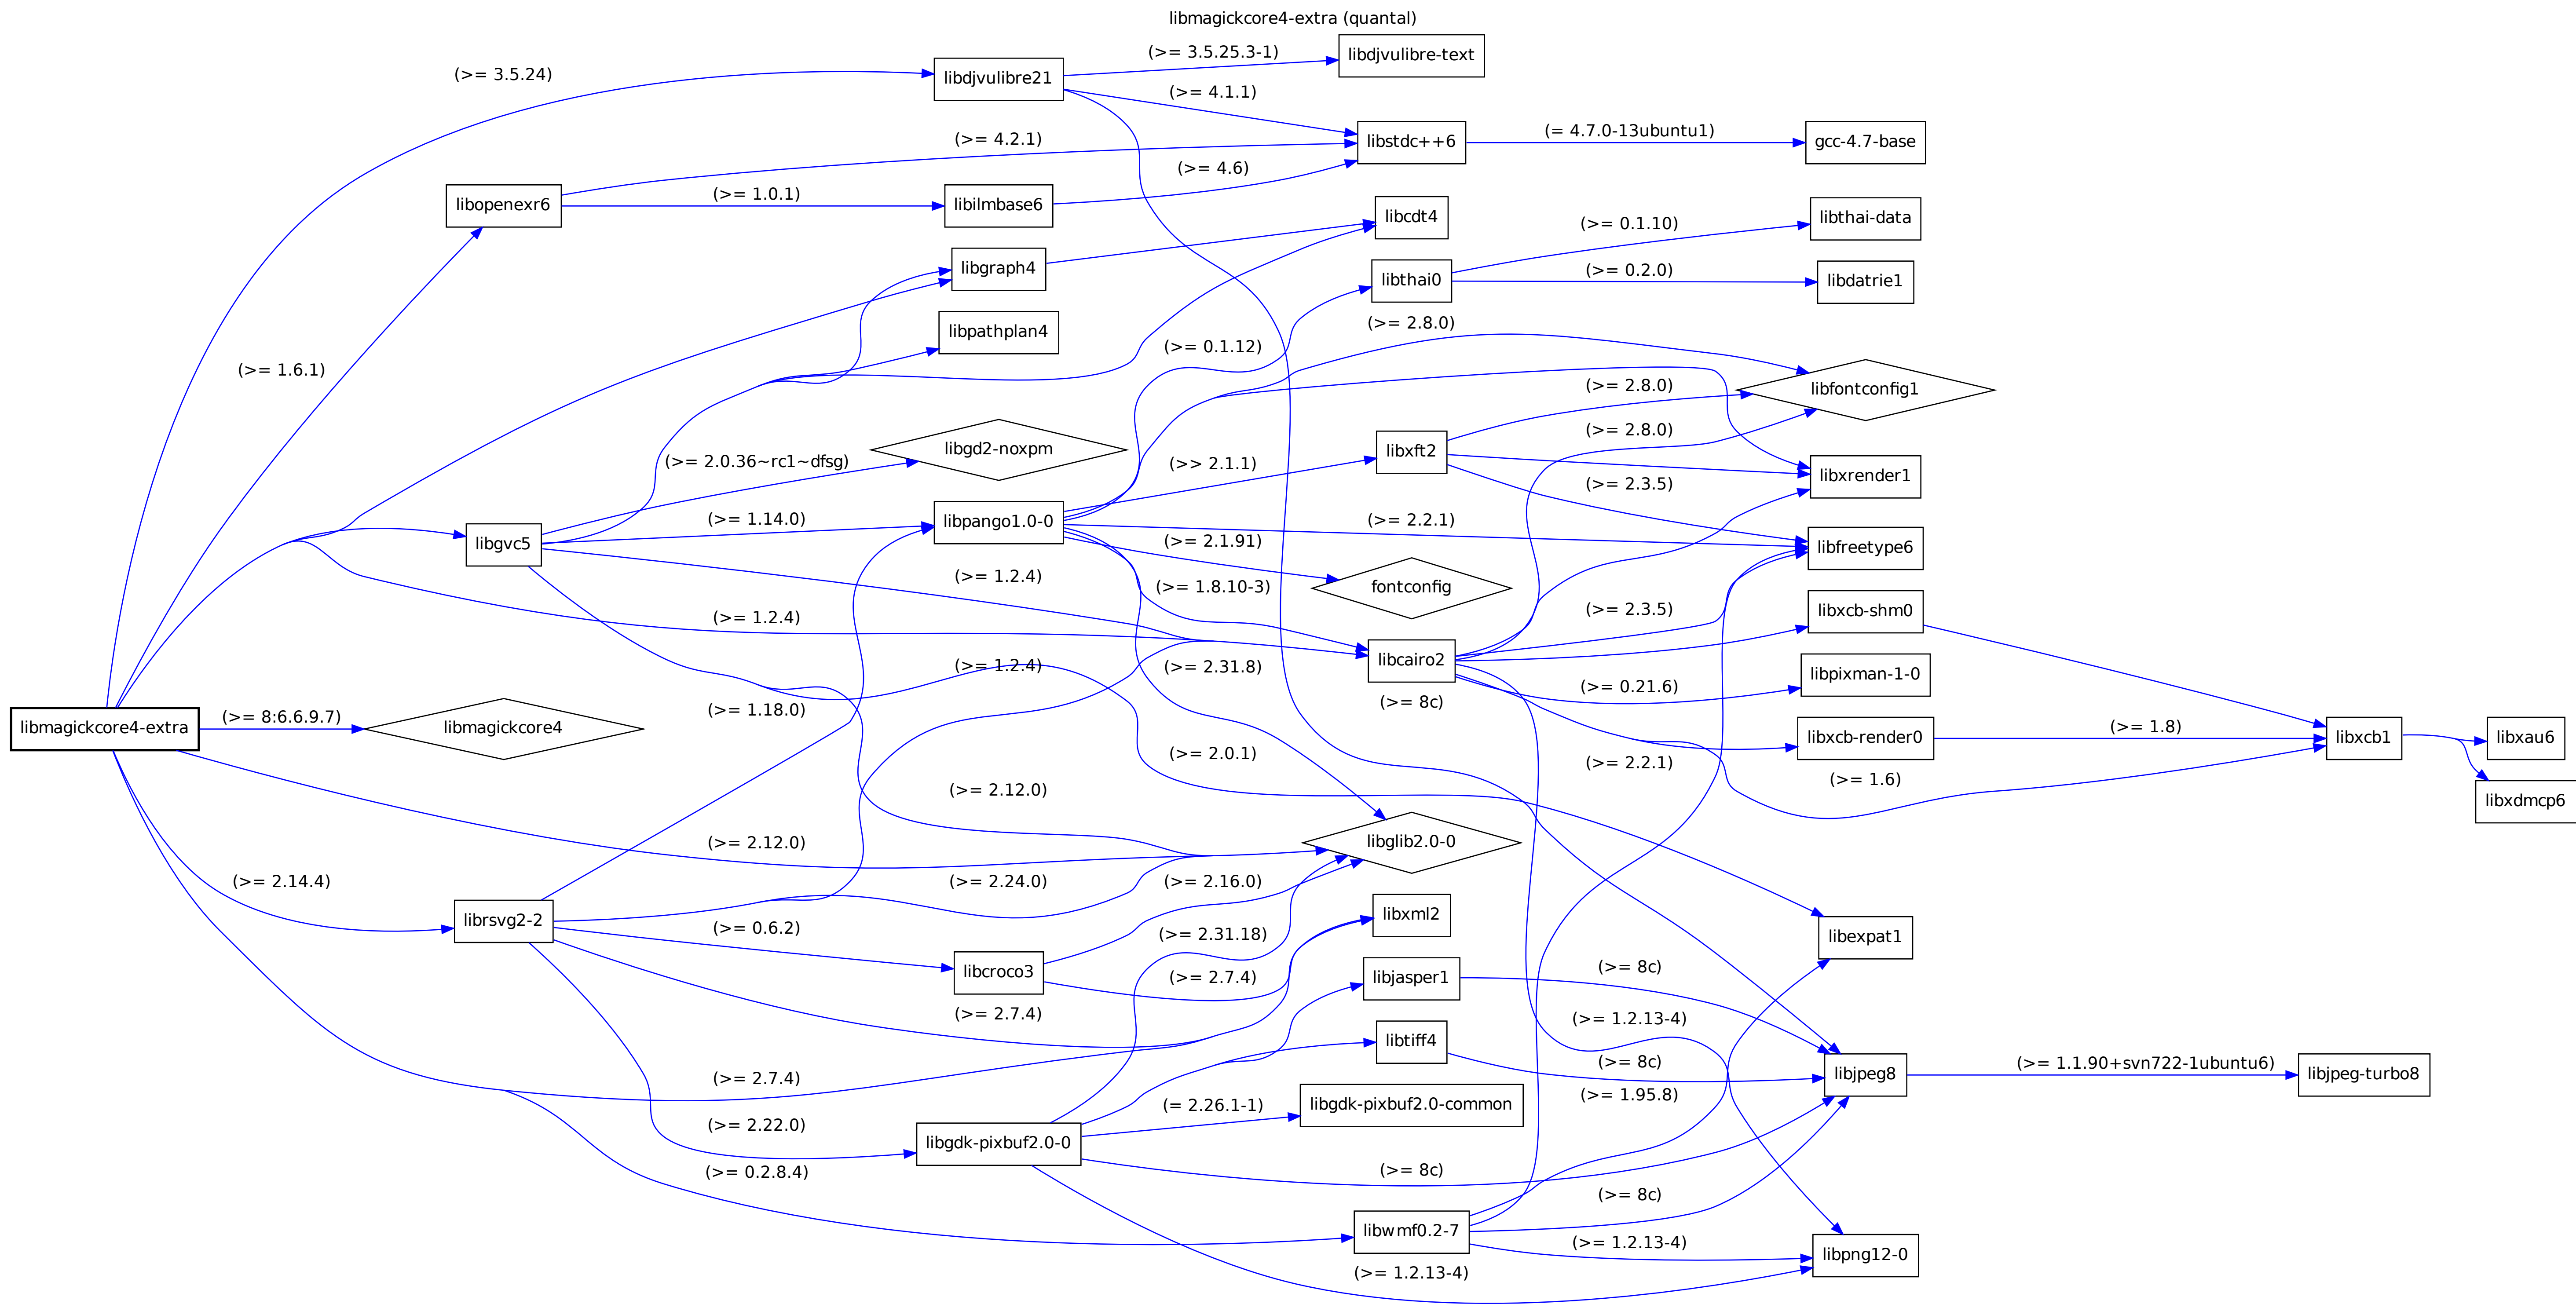 libmagickcore4-extra (quantal)
(>= 3.5.24)
libdjvulibre21
(>= 3.5.25.3-1)
libdjvulibre-text
(>= 4.1.1)
(>= 4.2.1)
libstdc++6
(= 4.7.0-13ubuntu1)
gcc-4.7-base
(>= 4.6)
libopenexr6
(>= 1.0.1)
libilmbase6
libcdt4
(>= 0.1.10)
libthai-data
libgraph4
libthai0
(>= 0.2.0)
libdatrie1
libpathplan4
(>= 2.8.0)
(>= 0.1.12)
(>= 1.6.1)
(>= 2.8.0)
libfontconfig1
(>= 2.8.0)
libgd2-noxpm
(>= 2.0.36~rc1~dfsg)
(>> 2.1.1)
libxft2
libxrender1
(>= 2.3.5)
libgvc5
(>= 1.14.0)
libpango1.0-0
(>= 2.2.1)
(>= 2.1.91)
libfreetype6
(>= 1.2.4)
(>= 1.8.10-3)
fontconfig
(>= 2.3.5)
libxcb-shm0
(>= 1.2.4)
(>= 1.2.4)
(>= 2.31.8)
libcairo2
(>= 8c)
(>= 0.21.6)
libpixman-1-0
(>= 1.18.0)
libmagickcore4-extra
(>= 8:6.6.9.7)
libmagickcore4
libxcb-render0
(>= 1.8)
libxcb1
libxau6
(>= 2.0.1)
(>= 2.2.1)
(>= 1.6)
libxdmcp6
(>= 2.12.0)
(>= 2.12.0)
libglib2.0-0
(>= 2.14.4)
(>= 2.24.0)
(>= 2.16.0)
librsvg2-2
(>= 0.6.2)
libxml2
(>= 2.31.18)
libexpat1
libcroco3
(>= 2.7.4)
libjasper1
(>= 8c)
(>= 2.7.4)
(>= 1.2.13-4)
libtiff4
(>= 8c)
(>= 2.7.4)
(>= 1.95.8)
libjpeg8
(>= 1.1.90+svn722-1ubuntu6)
libjpeg-turbo8
(= 2.26.1-1)
libgdk-pixbuf2.0-common
(>= 2.22.0)
libgdk-pixbuf2.0-0
(>= 0.2.8.4)
(>= 8c)
(>= 8c)
libwmf0.2-7
(>= 1.2.13-4)
libpng12-0
(>= 1.2.13-4)